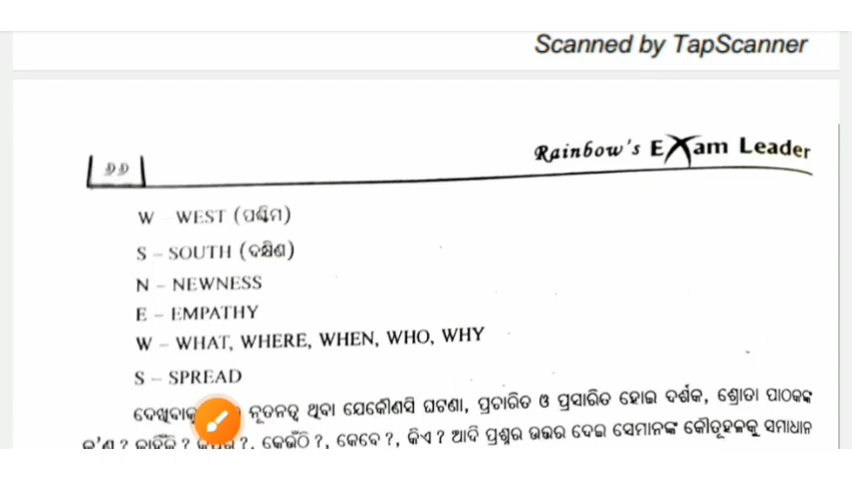 Scanned by TapScanner
୨୨
Rainbow's EXam Leader
W – WEST (ପଶ୍ଚିମ)
S – SOUTH (ଦକ୍ଷିଣ)
N – NEWNESS
E – EMPATHY
W – WHAT, WHERE, WHEN, WHO, WHY
S – SPREAD
ଦେଖିବାକୁ ନୂତନତ୍ୱ ଥିବା ଯେକୌଣସି ଘଟଣା, ପ୍ରଚାରିତ ଓ ପ୍ରସାରିତ ହୋଇ ଦର୍ଶକ, ଶ୍ରୋତା ପାଠକଙ୍କ
କ'ଣ ? କାହିଁକି ? କେଉଁଠି ?, କେବେ ?, କିଏ ? ଆଦି ପ୍ରଶ୍ନର ଉତ୍ତର ଦେଇ ସେମାନଙ୍କ କୌତୂହଳକୁ ସମାଧାନ